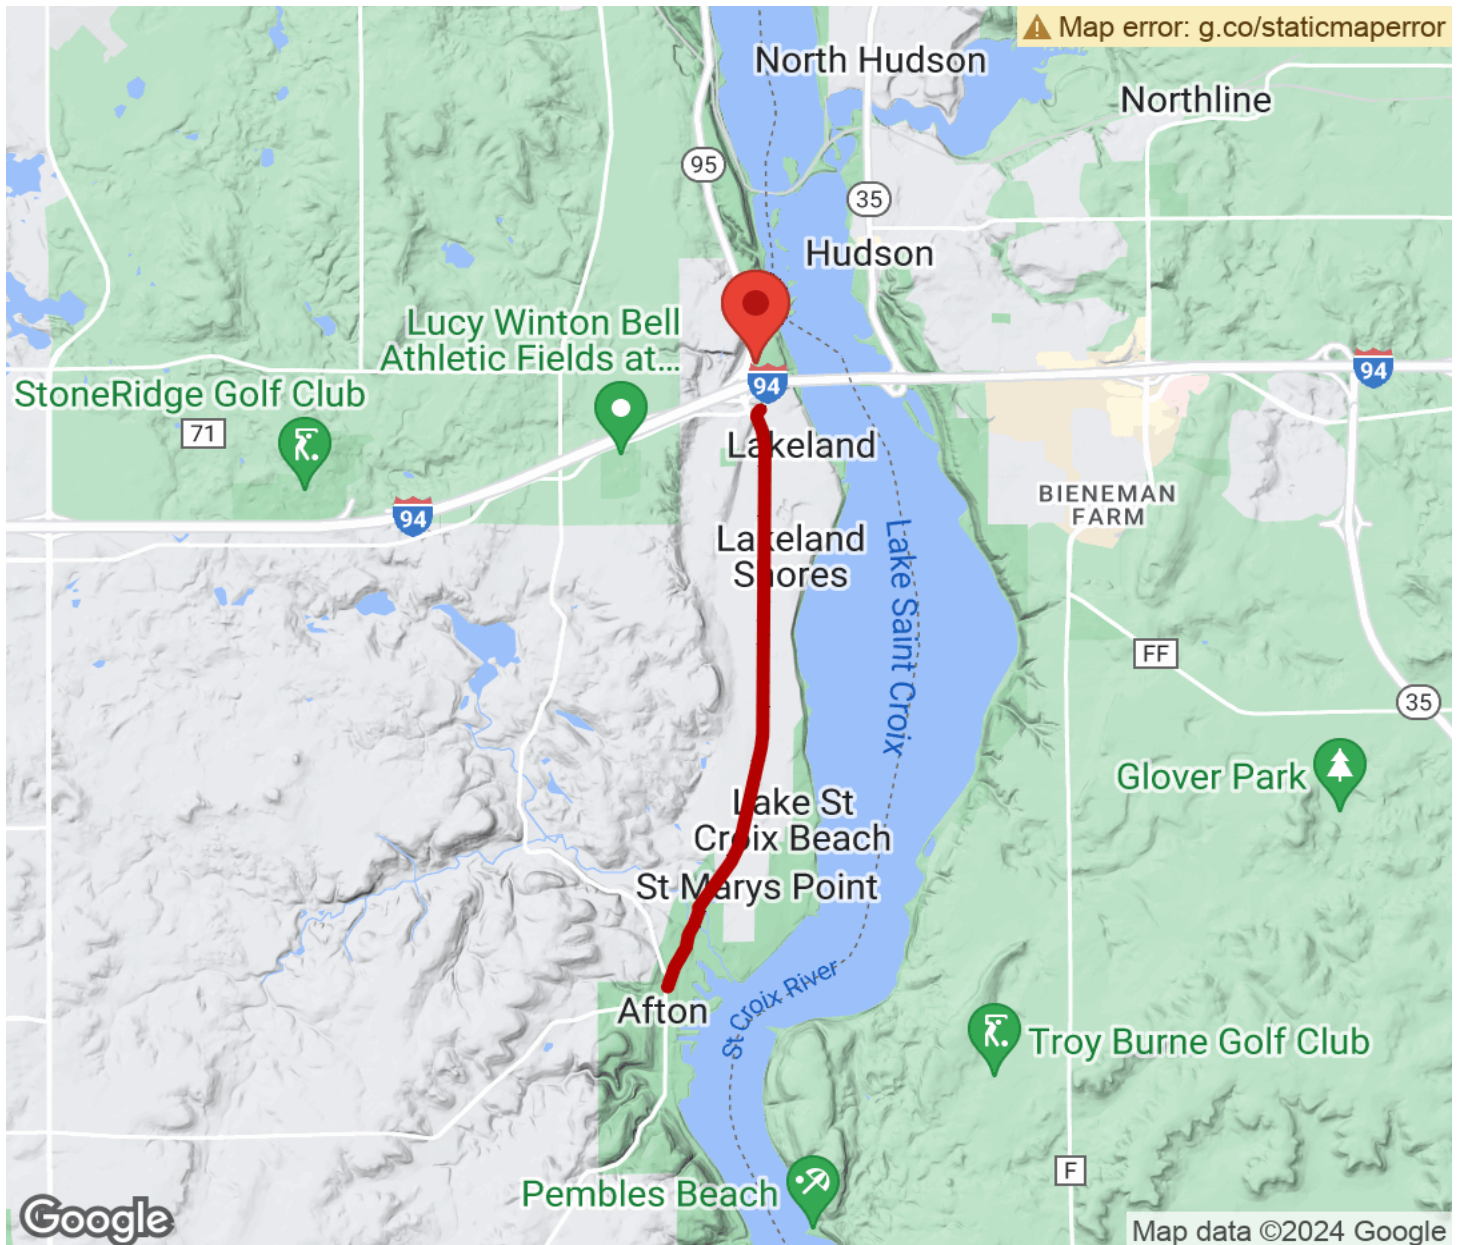 Map error: g.co/staticmaperror
North Hudson
Northline
95
35
Hudson
Lucy Winton Bell
Athletic Fields at...
94
94
StoneRidge Golf Club
71
Lakeland
94
BIENEMAN
FARM
Lakeland
Shores
Lake Saint Croix
FF
35
Glover Park
Lake St
Croix Beach
St Marys Point
St Croix River
Afton
Troy Burne Golf Club
F
Pembles Beach
Google
Map data ©2024 Google